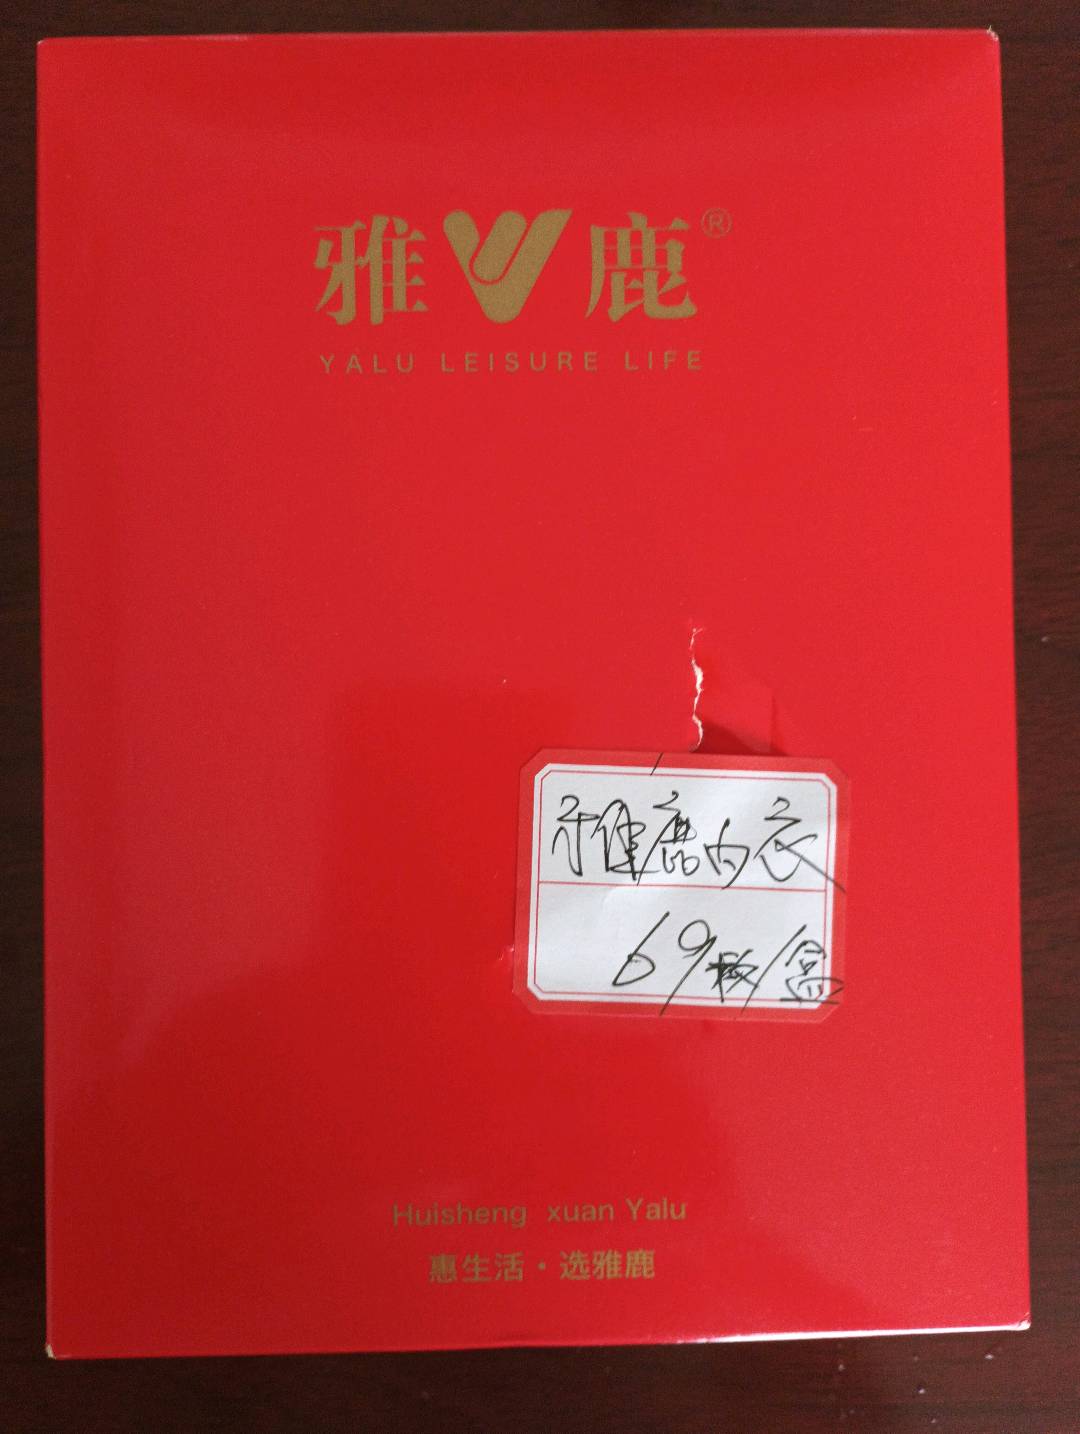 雅鹿®
YALU LEISURE LIFE
雅鹿内衣
69/盒
Huisheng xuan Yalu
惠生活·选雅鹿